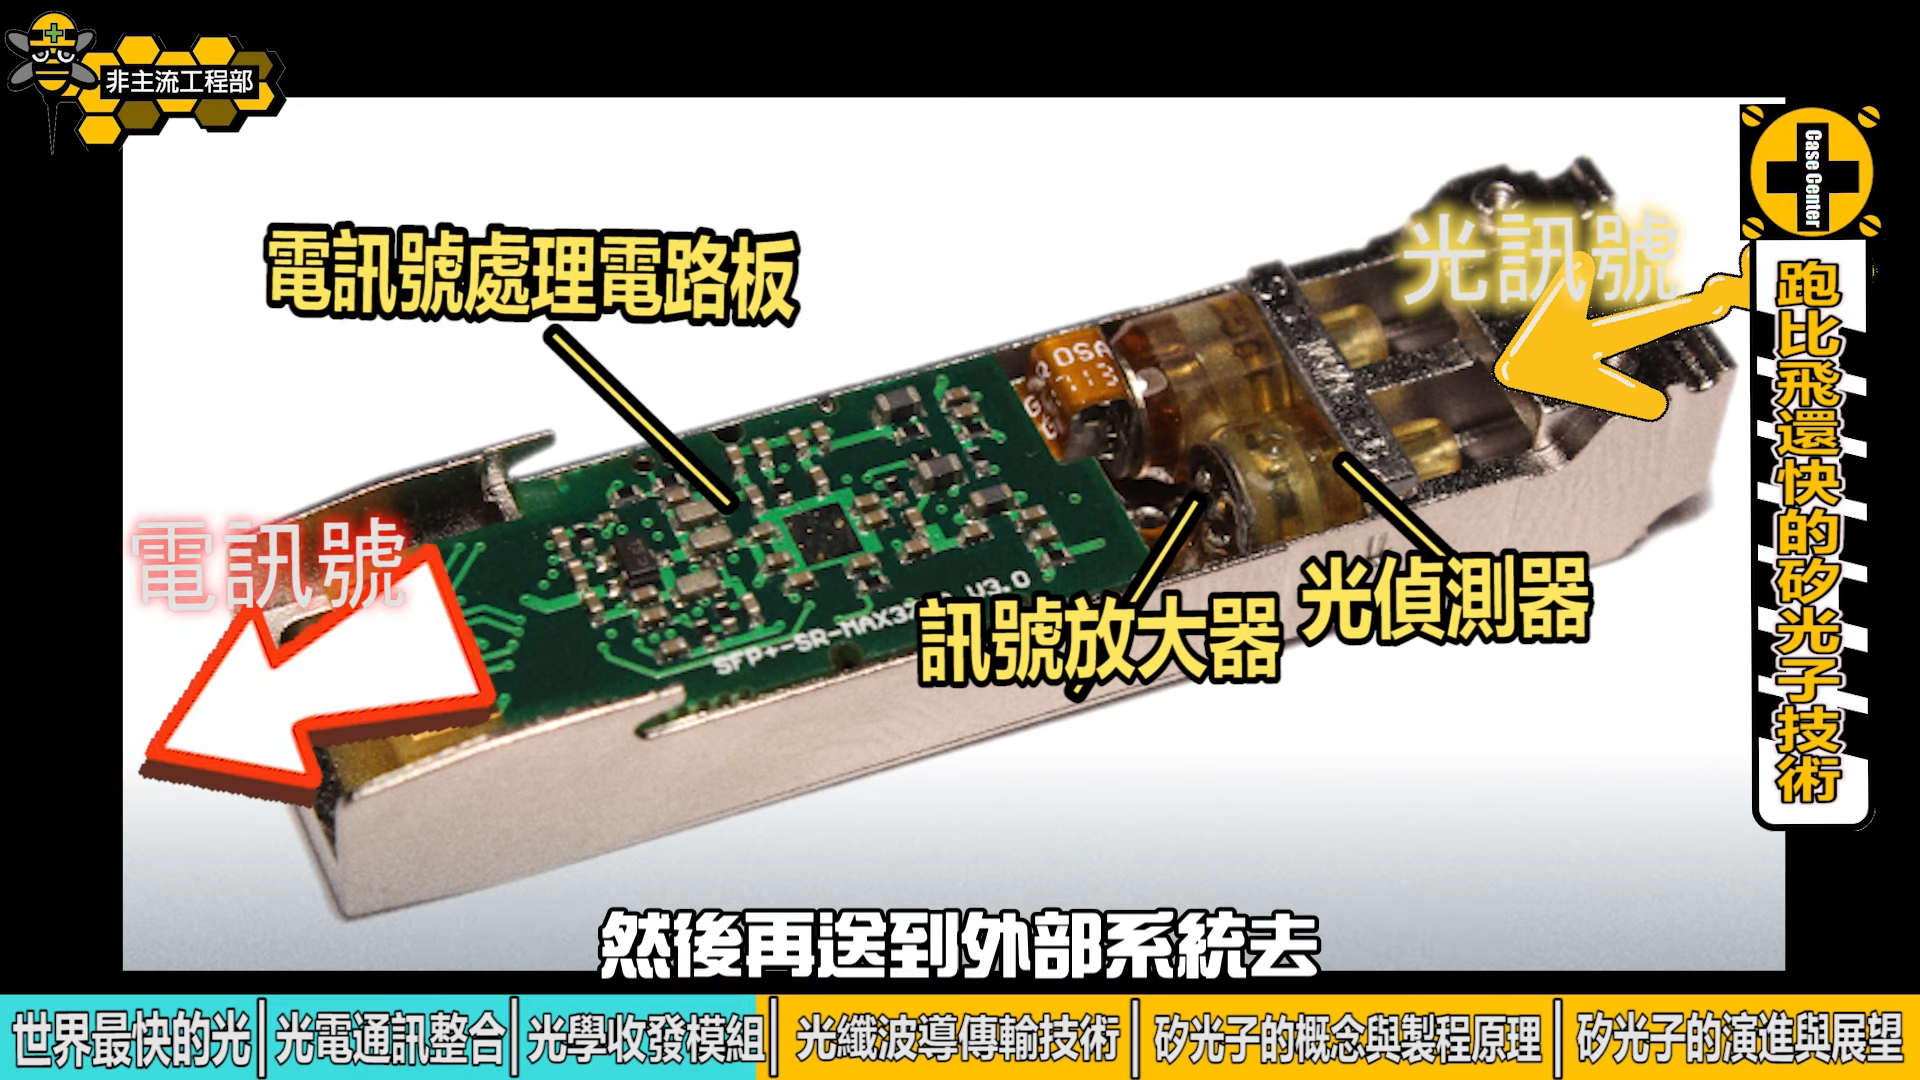 非主流工程部
Case Center
跑比飛還快的矽光子技術
電訊號處理電路板
光訊號
電訊號
訊號放大器
光偵測器
OSA
713
SFP+-SR-MAX32 V3.0
然後再送到外部系統去
世界最快的光
光電通訊整合
光學收發模組
光纖波導傳輸技術
矽光子的概念與製程原理
矽光子的演進與展望